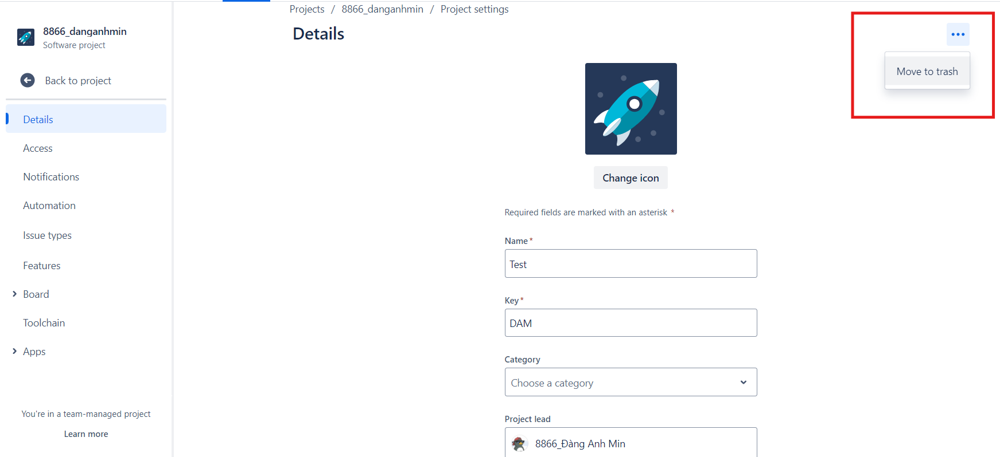 Projects / 8866_danganhmin / Project settings
8866_danganhmin
Software project
Back to project
Details
Access
Notifications
Automation
Issue types
Features
Board
Toolchain
Apps
You're in a team-managed project
Learn more
Details
Move to trash
Change icon
Required fields are marked with an asterisk *
Name *
Test
Key *
DAM
Category
Choose a category
Project lead
8866_Đàng Anh Min